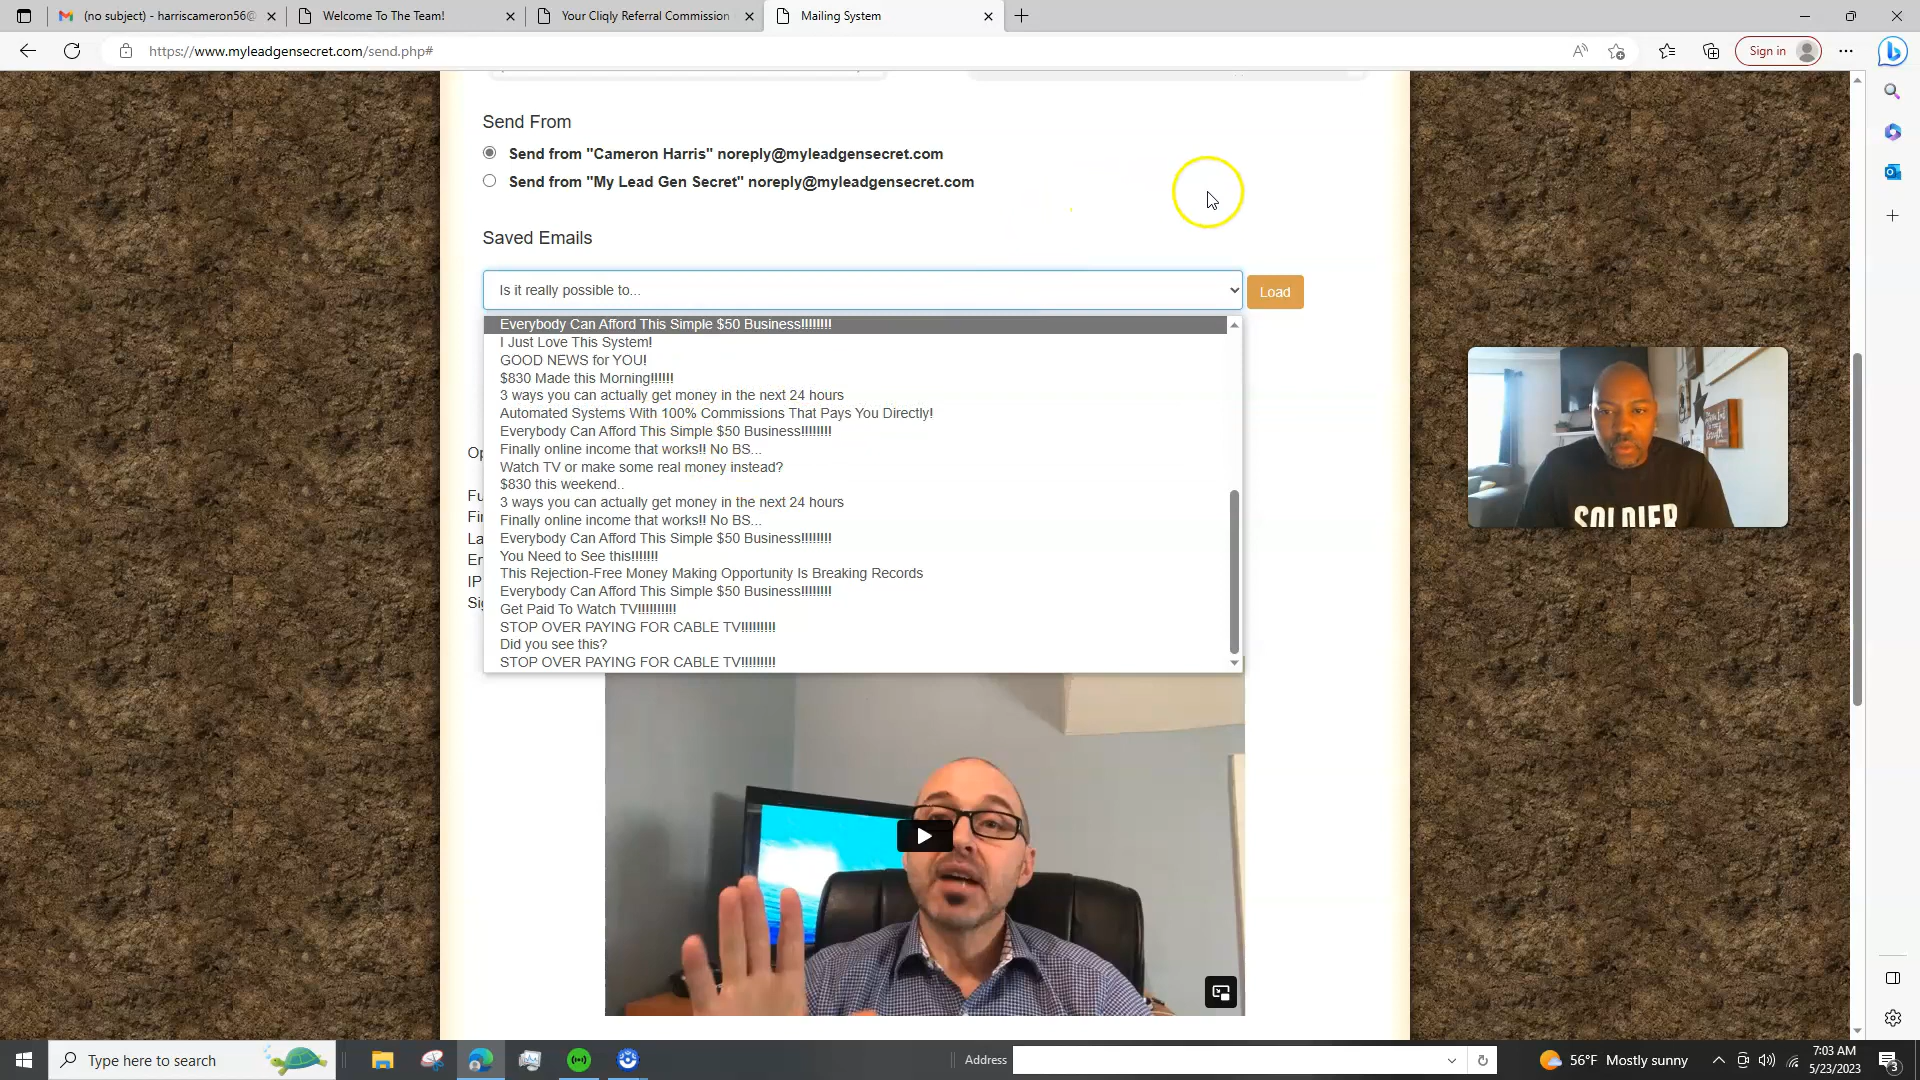 (no subject) - harriscameron56@
Welcome To The Team!
Your Cliqly Referral Commission
Mailing System
https://www.myleadgensecret.com/send.php#
Sign in
Send From
Send from "Cameron Harris" noreply@myleadgensecret.com
Send from "My Lead Gen Secret" noreply@myleadgensecret.com
Saved Emails
Is it really possible to...
Load
Everybody Can Afford This Simple $50 Business!!!!!!!!
I Just Love This System!
GOOD NEWS for YOU!
$830 Made this Morning!!!!!!
3 ways you can actually get money in the next 24 hours
Automated Systems With 100% Commissions That Pays You Directly!
Everybody Can Afford This Simple $50 Business!!!!!!!!
Finally online income that works!! No BS...
Watch TV or make some real money instead?
$830 this weekend..
3 ways you can actually get money in the next 24 hours
Finally online income that works!! No BS...
Everybody Can Afford This Simple $50 Business!!!!!!!!
You Need to See this!!!!!!!
This Rejection-Free Money Making Opportunity Is Breaking Records
Everybody Can Afford This Simple $50 Business!!!!!!!!
Get Paid To Watch TV!!!!!!!!!!
STOP OVER PAYING FOR CABLE TV!!!!!!!!!
Did you see this?
STOP OVER PAYING FOR CABLE TV!!!!!!!!!
SOLDIER
Type here to search
Address
56°F Mostly sunny
7:03 AM
5/23/2023
3